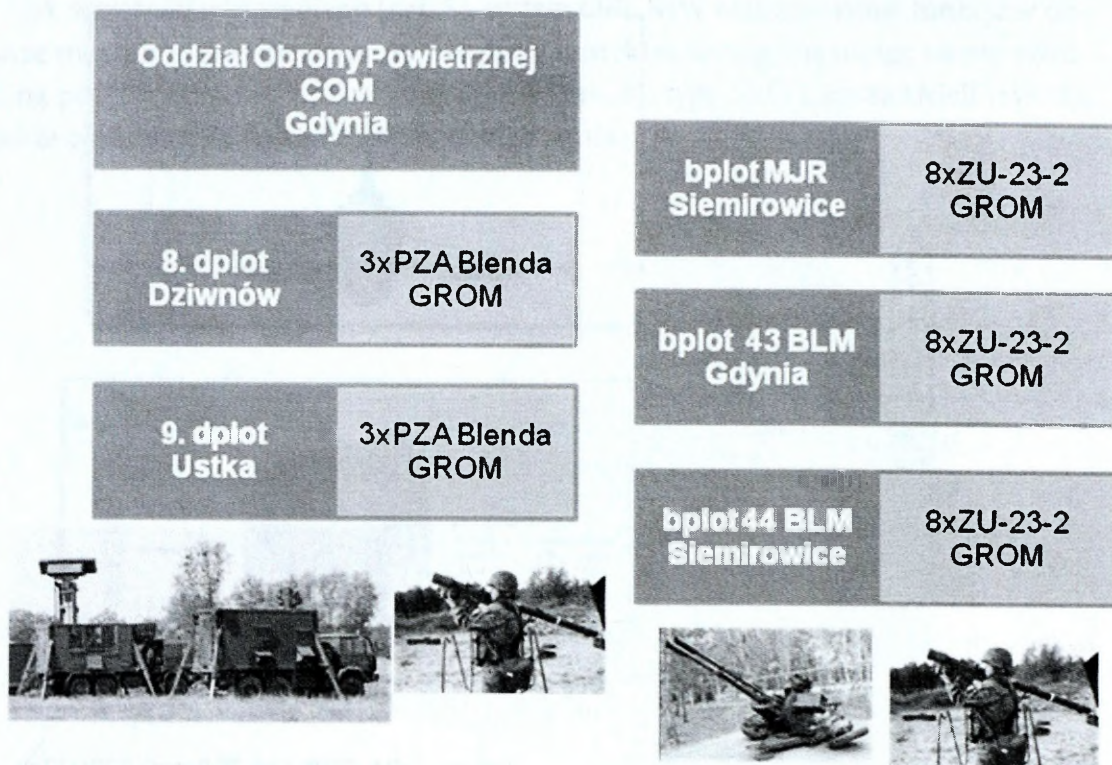 Oddział Obrony Powietrznej
COM
Gdynia
8. dplot
Dziwnów
3xPZA Blenda
GROM
9. dplot
Ustka
3xPZA Blenda
GROM
bplot MJR
Siemirowice
8xZU-23-2
GROM
bplot 43 BLM
Gdynia
8xZU-23-2
GROM
bplot 44 BLM
Siemirowice
8xZU-23-2
GROM